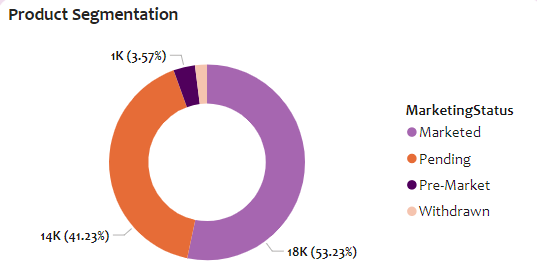 Product Segmentation
1K (3.57%)
14K (41.23%)
18K (53.23%)
MarketingStatus
Marketed
Pending
Pre-Market
Withdrawn